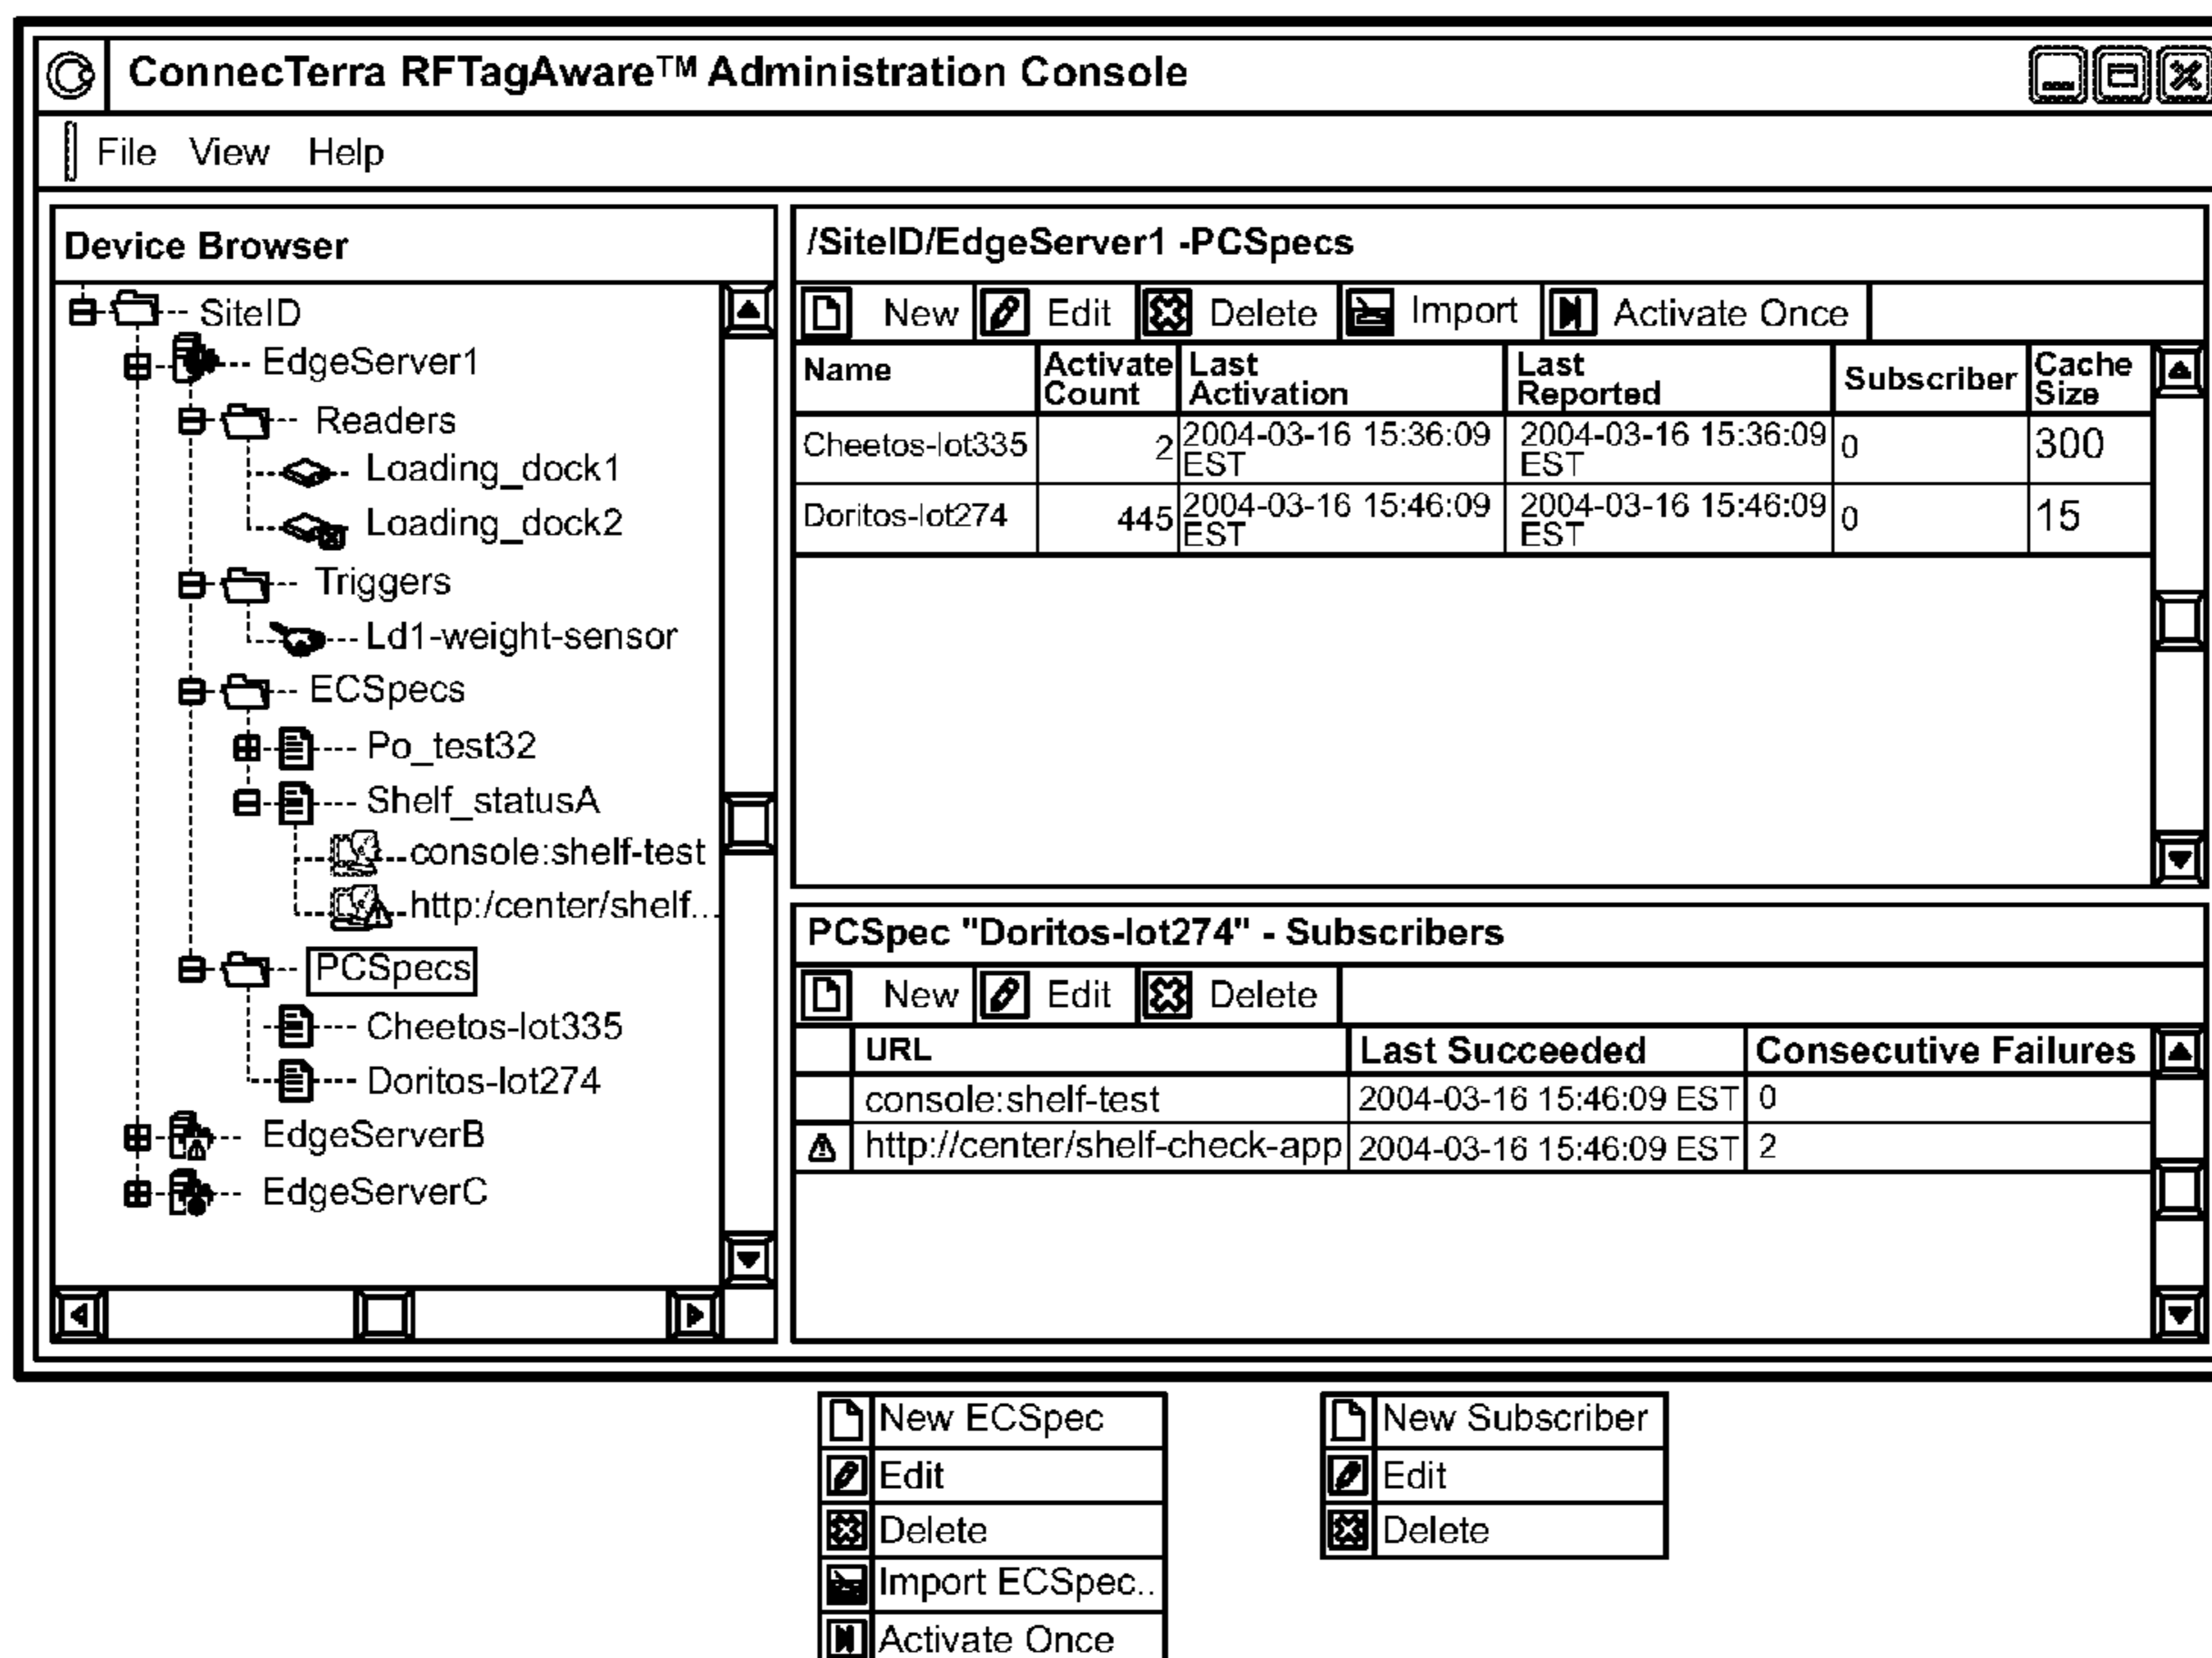 ConnecTerra RFTagAware™ Administration Console
File View Help
Device Browser
SiteID
EdgeServer1
Readers
Loading_dock1
Loading_dock2
Triggers
Ld1-weight-sensor
ECSpecs
Po_test32
Shelf_statusA
console:shelf-test
http:/center/shelf...
PCSpecs
Cheetos-lot335
Doritos-lot274
EdgeServerB
EdgeServerC
/SiteID/EdgeServer1 -PCSpecs
New Edit Delete Import Activate Once
Name Activate Count Last Activation Last Reported Subscriber Cache Size
Cheetos-lot335 2 2004-03-16 15:36:09 EST 2004-03-16 15:36:09 EST 0 300
Doritos-lot274 445 2004-03-16 15:46:09 EST 2004-03-16 15:46:09 EST 0 15
PCSpec "Doritos-lot274" - Subscribers
New Edit Delete
URL Last Succeeded Consecutive Failures
console:shelf-test 2004-03-16 15:46:09 EST 0
http://center/shelf-check-app 2004-03-16 15:46:09 EST 2
New ECSpec
Edit
Delete
Import ECSpec..
Activate Once
New Subscriber
Edit
Delete